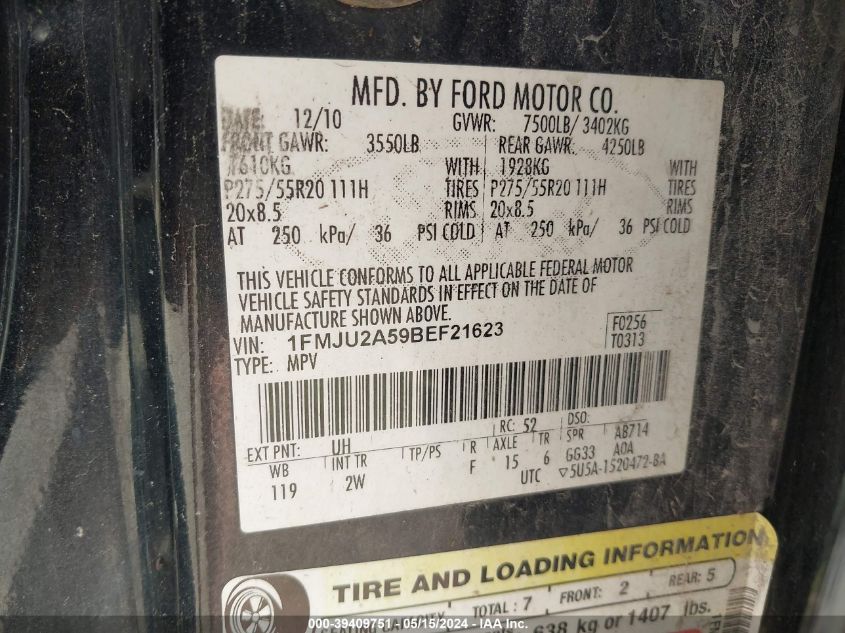 MFD. BY FORD MOTOR CO.
DATE: 12/10 GVWR: 7500LB/ 3402KG
FRONT GAWR: 3550LB REAR GAWR: 4250LB
1610KG WITH 1928KG WITH
P275/55R20 111H TIRES P275/55R20 111H TIRES
20x8.5 RIMS 20x8.5 RIMS
AT 250 kPa/ 36 PSI COLD AT 250 kPa/ 36 PSI COLD
THIS VEHICLE CONFORMS TO ALL APPLICABLE FEDERAL MOTOR
VEHICLE SAFETY STANDARDS IN EFFECT ON THE DATE OF
MANUFACTURE SHOWN ABOVE.
VIN: 1FMJU2A59BEF21623 F0256
TYPE: MPV T0313
EXT PNT: UH RC: 52 DSO:
WB INT TR TP/PS R AXLE TR SPR AB714
119 2W F 15 6 GG33 A0A
UTC ▽5U5A-1520472-BA
TIRE AND LOADING INFORMATION
SEATING CAPACITY TOTAL : 7 FRONT: 2 REAR: 5
638 kg or 1407 lbs.
000-39409751 - 05/15/2024 - IAA Inc.